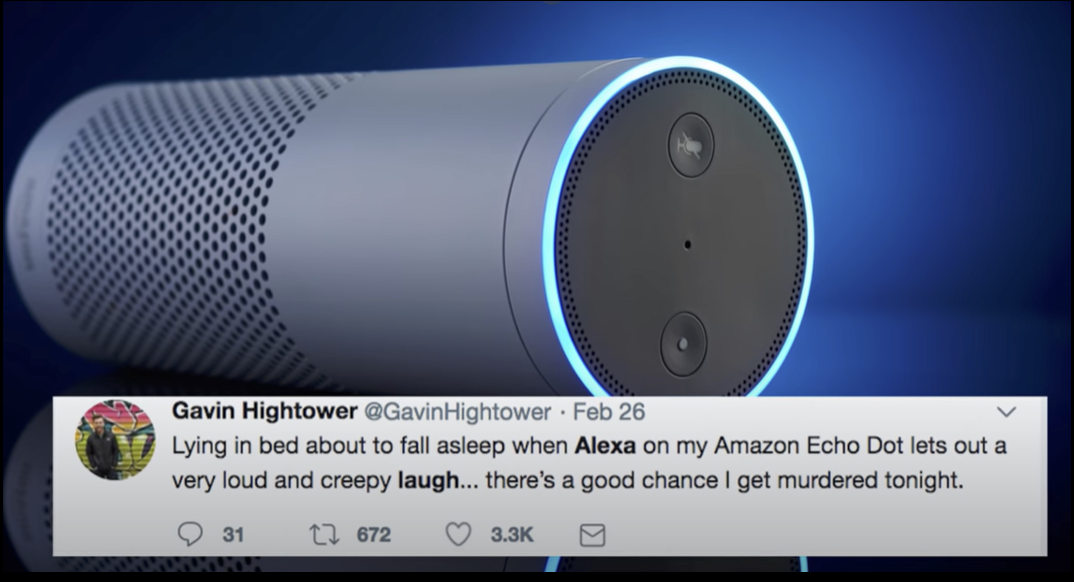 Gavin Hightower @GavinHightower · Feb 26
Lying in bed about to fall asleep when Alexa on my Amazon Echo Dot lets out a
very loud and creepy laugh... there's a good chance I get murdered tonight.
31 672 3.3K